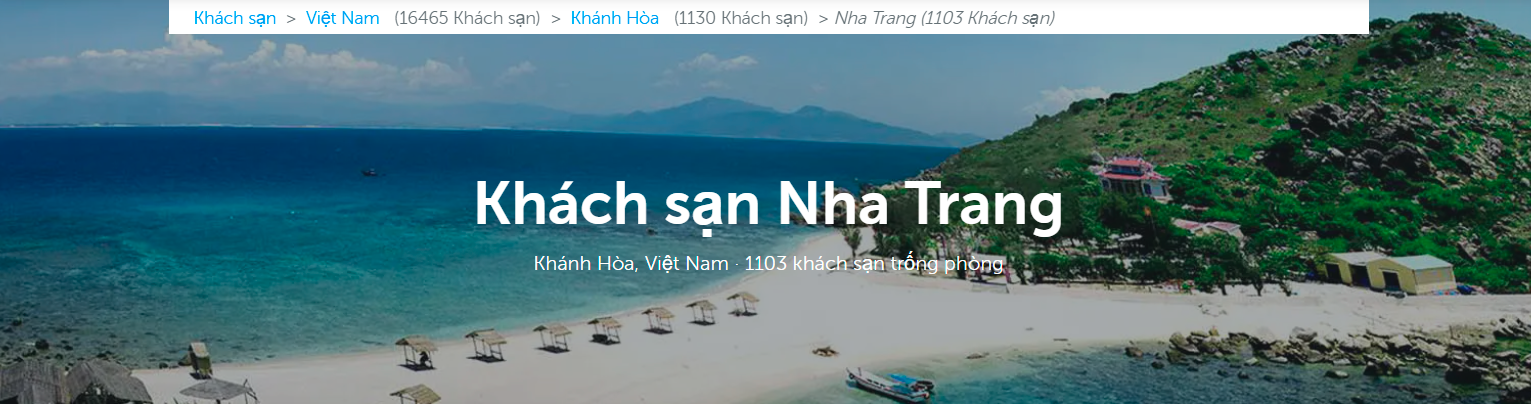 Khách sạn > Việt Nam (16465 Khách sạn) > Khánh Hòa (1130 Khách sạn) > Nha Trang (1103 Khách sạn)
Khách sạn Nha Trang
Khánh Hòa, Việt Nam · 1103 khách sạn trống phòng